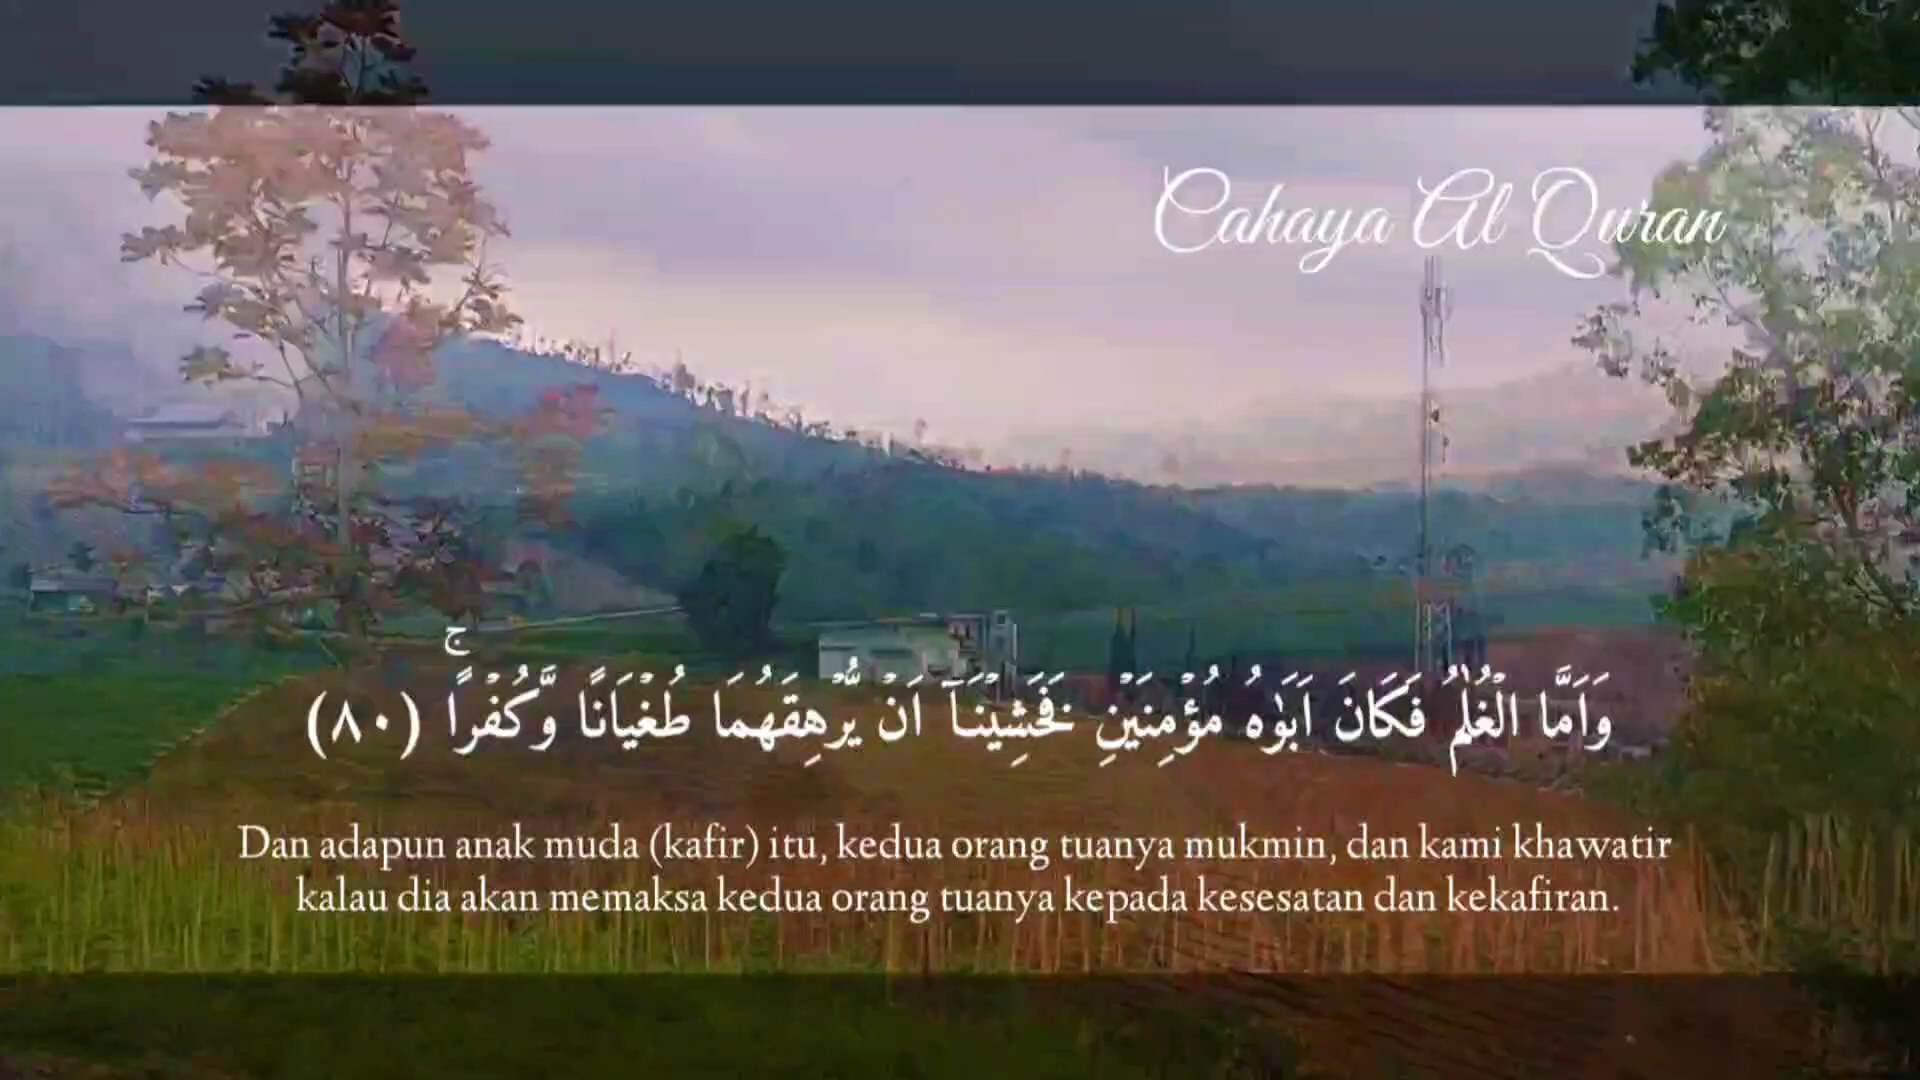 Cahaya Al Quran
وَاَمَّا الْغُلٰمُ فَكَانَ اَبَوٰهُ مُؤْمِنَيْنِ فَخَشِيْنَآ اَنْ يُّرْهِقَهُمَا طُغْيَانًا وَّكُفْرًا ۚ (٨٠)
Dan adapun anak muda (kafir) itu, kedua orang tuanya mukmin, dan kami khawatir
kalau dia akan memaksa kedua orang tuanya kepada kesesatan dan kekafiran.